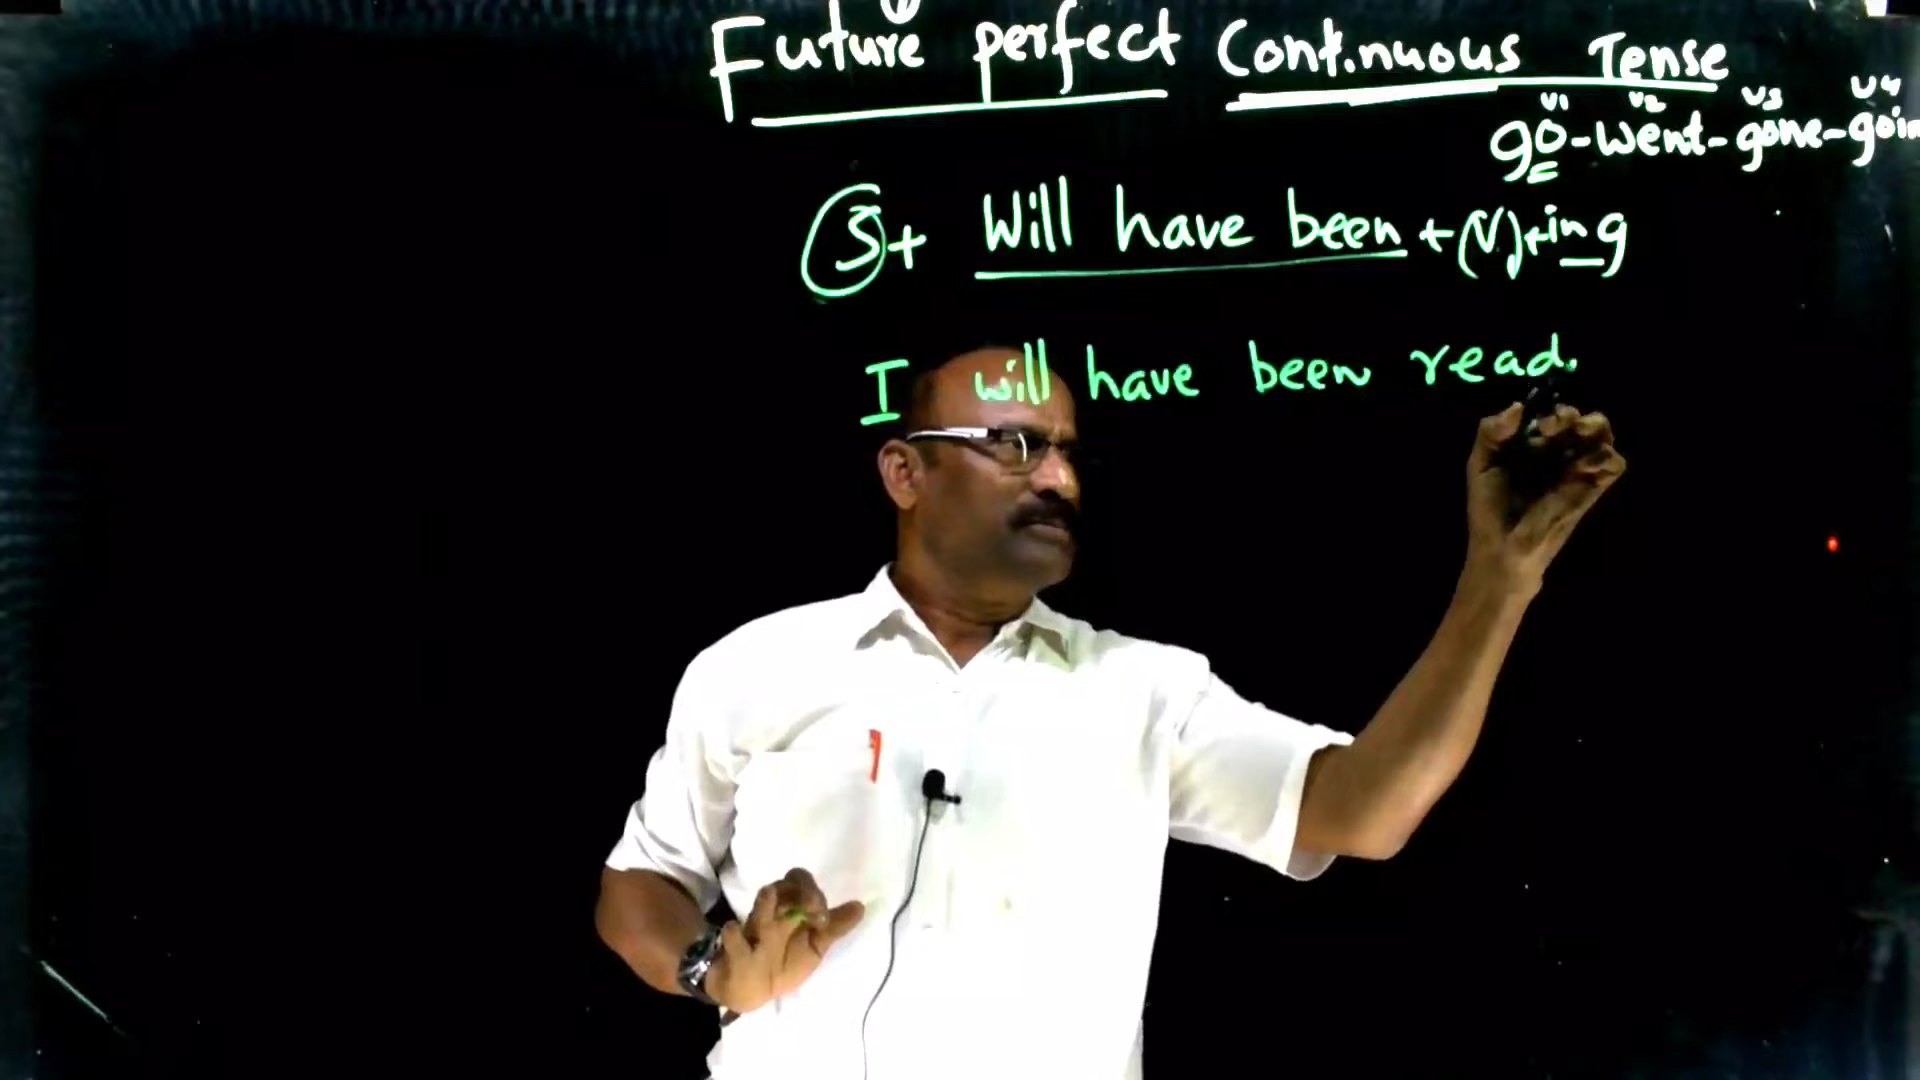 Future perfect Continuous Tense
V1 V2 V3 V4
go-went-gone-goin
S + Will have been + (V)+ing
I will have been read.